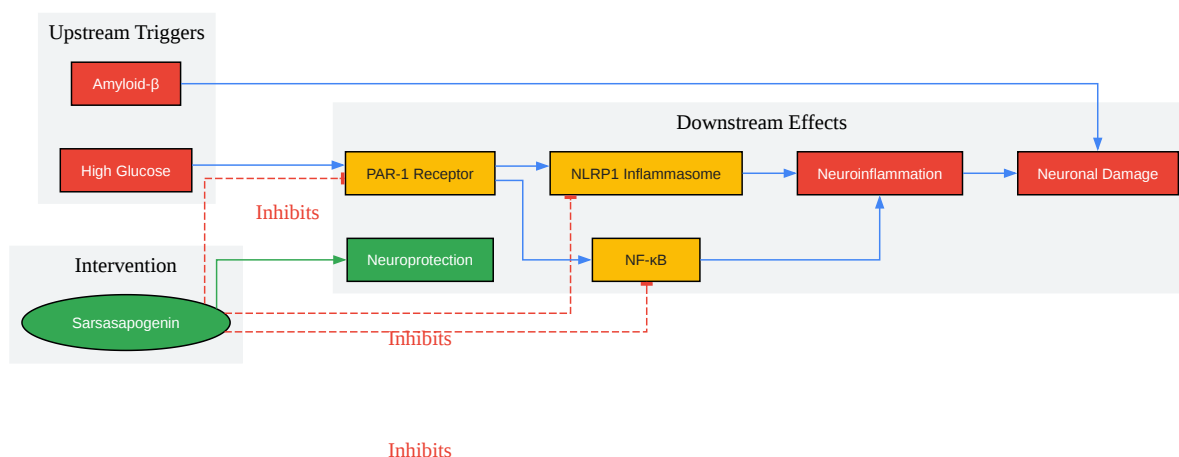 Upstream Triggers
Amyloid-β
High Glucose
Downstream Effects
PAR-1 Receptor
NLRP1 Inflammasome
Neuroinflammation
Neuronal Damage
Inhibits
Intervention
Neuroprotection
NF-κB
Sarsasapogenin
Inhibits
Inhibits